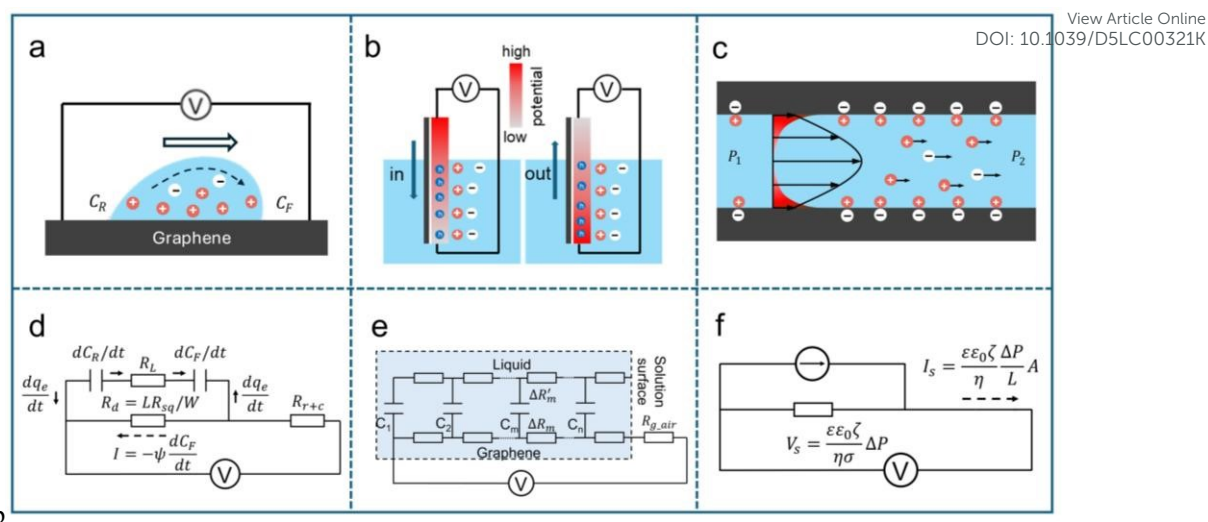 View Article Online
DOI: 10.1039/D5LC00321K
a
V
C_R
C_F
Graphene
b
high
low
potential
V
V
in
out
c
P_1
P_2
d
dC_R/dt
R_L
dC_F/dt
dq_e/dt
dq_e/dt
R_d = LR_sq/W
R_r+c
I = −ψ dC_F/dt
V
e
Liquid
Solution surface
ΔR'_m
C_1
C_2
C_m
ΔR_m
C_n
R_g_air
Graphene
V
f
I_s = εε_0ζ/η ΔP/L A
V_s = εε_0ζ/ησ ΔP
V